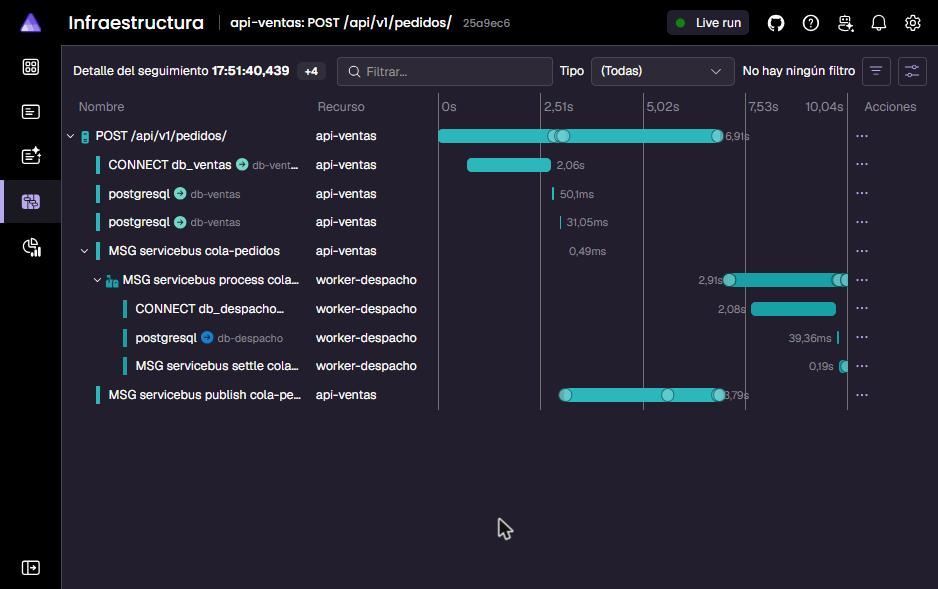 Infraestructura api-ventas: POST /api/v1/pedidos/ 25a9ec6 Live run
Detalle del seguimiento 17:51:40,439 +4 Filtrar... Tipo (Todas) No hay ningún filtro
Nombre Recurso 0s 2,51s 5,02s 7,53s 10,04s Acciones
POST /api/v1/pedidos/ api-ventas 6,91s ...
CONNECT db_ventas db-vent... api-ventas 2,06s ...
postgresql db-ventas api-ventas 50,1ms ...
postgresql db-ventas api-ventas 31,05ms ...
MSG servicebus cola-pedidos api-ventas 0,49ms ...
MSG servicebus process cola... worker-despacho 2,91s ...
CONNECT db_despacho... worker-despacho 2,08s ...
postgresql db-despacho worker-despacho 39,36ms ...
MSG servicebus settle cola... worker-despacho 0,19s ...
MSG servicebus publish cola-pe... api-ventas 3,79s ...